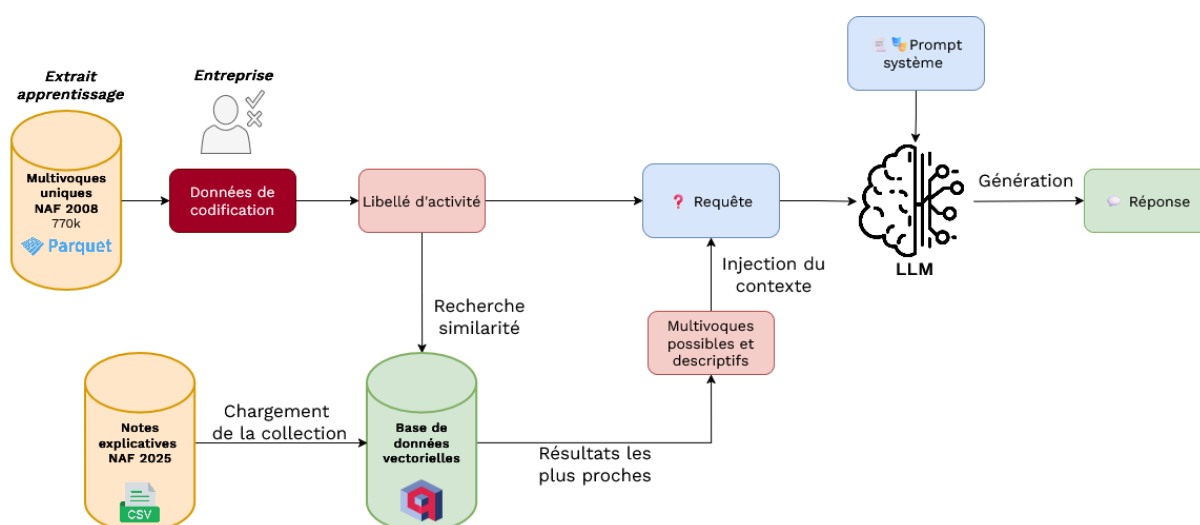 Extrait
apprentissage
Multivoques
uniques
NAF 2008
770k
Parquet
Entreprise
Données de
codification
Libellé d'activité
Requête
Prompt
système
LLM
Génération
Réponse
Recherche
similarité
Injection du
contexte
Multivoques
possibles et
descriptifs
Notes
explicatives
NAF 2025
CSV
Chargement
de la collection
Base de
données
vectorielles
Résultats les
plus proches